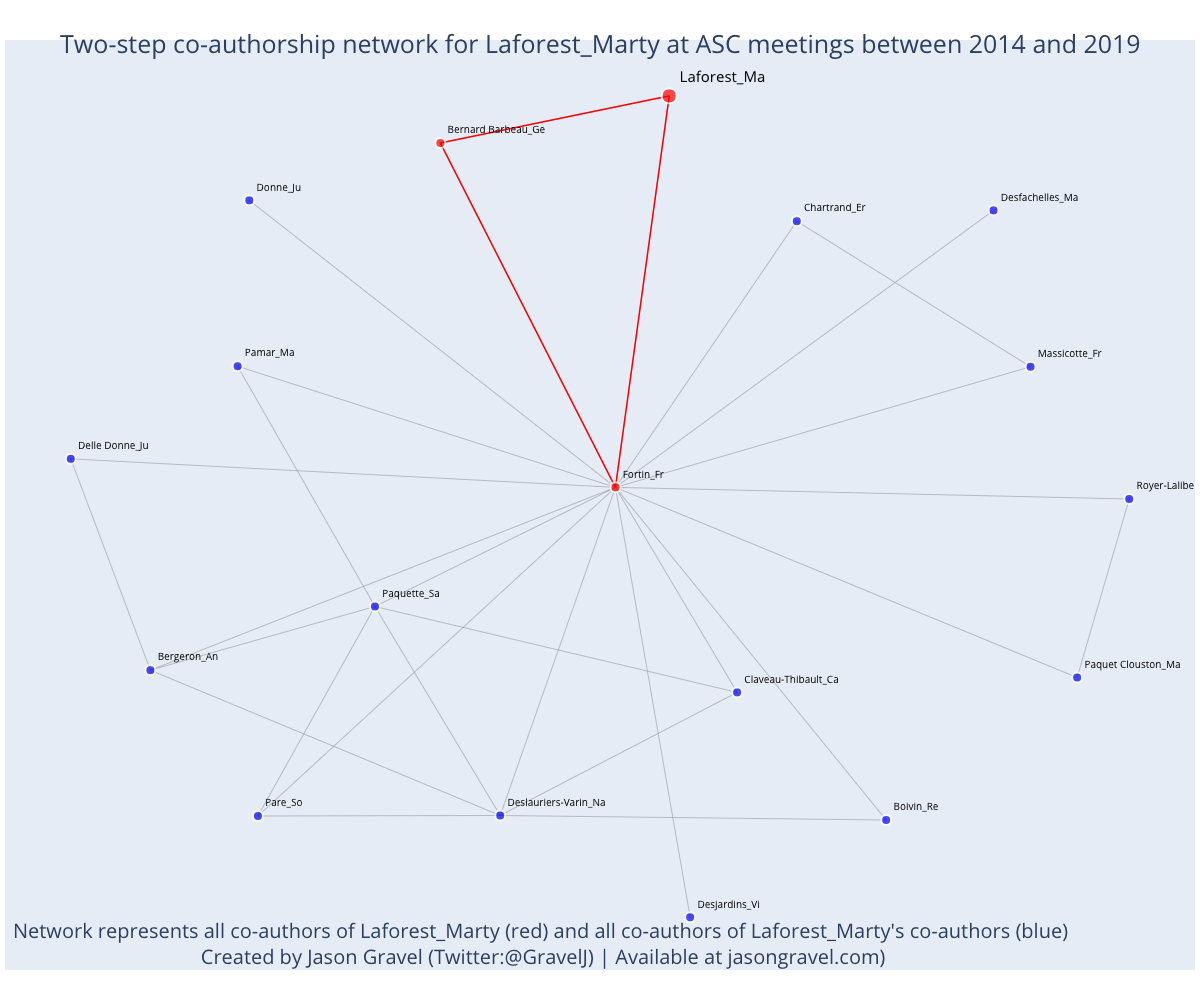 Two-step co-authorship network for Laforest_Marty at ASC meetings between 2014 and 2019
Laforest_Ma
Bernard Barbeau_Ge
Donne_Ju
Desfachelles_Ma
Chartrand_Er
Pamar_Ma
Massicotte_Fr
Delle Donne_Ju
Fortin_Fr
Royer-Lalibe
Paquette_Sa
Bergeron_An
Paquet Clouston_Ma
Claveau-Thibault_Ca
Pare_So
Deslauriers-Varin_Na
Boivin_Re
Desjardins_Vi
Network represents all co-authors of Laforest_Marty (red) and all co-authors of Laforest_Marty's co-authors (blue)
Created by Jason Gravel (Twitter:@GravelJ) | Available at jasongravel.com)